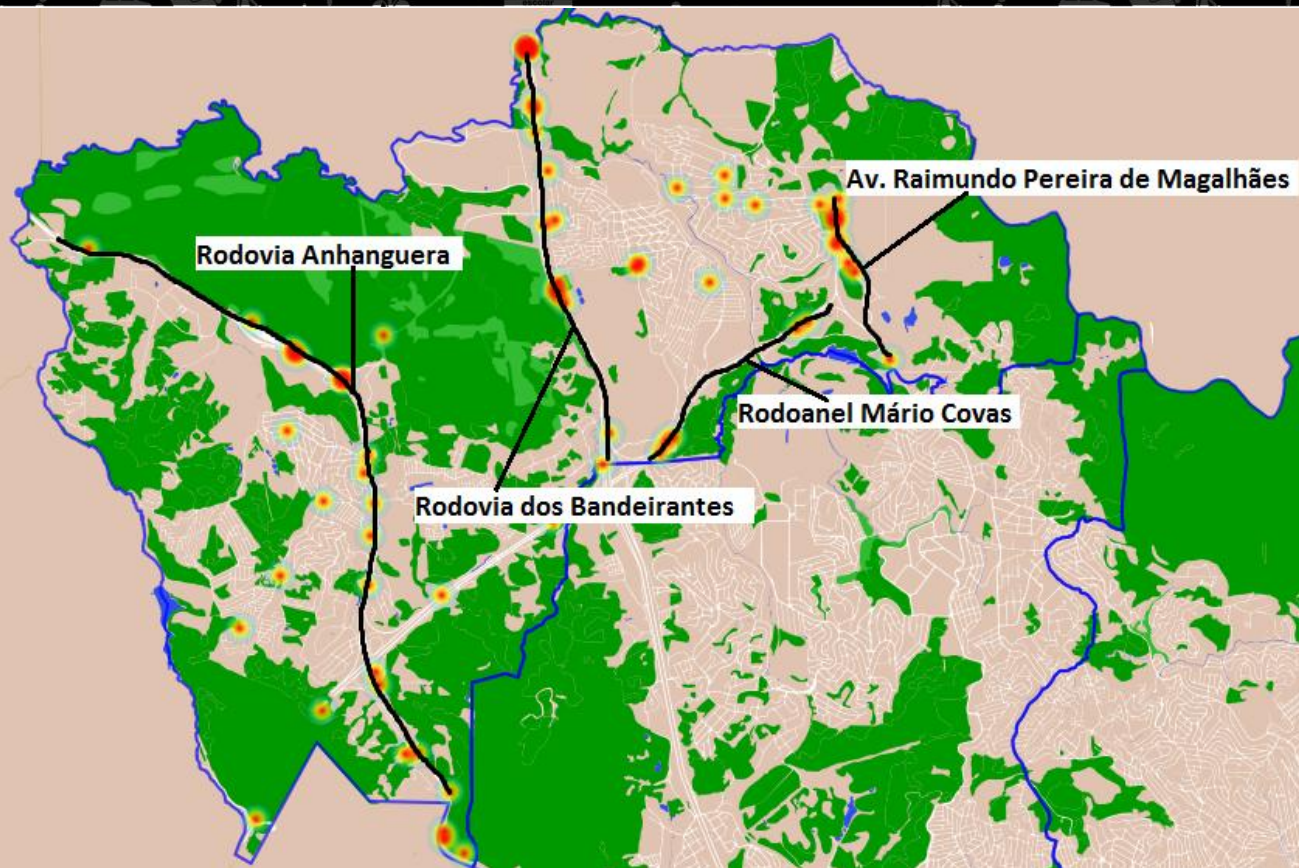 Av. Raimundo Pereira de Magalhães
Rodovia Anhanguera
Rodoanel Mário Covas
Rodovia dos Bandeirantes